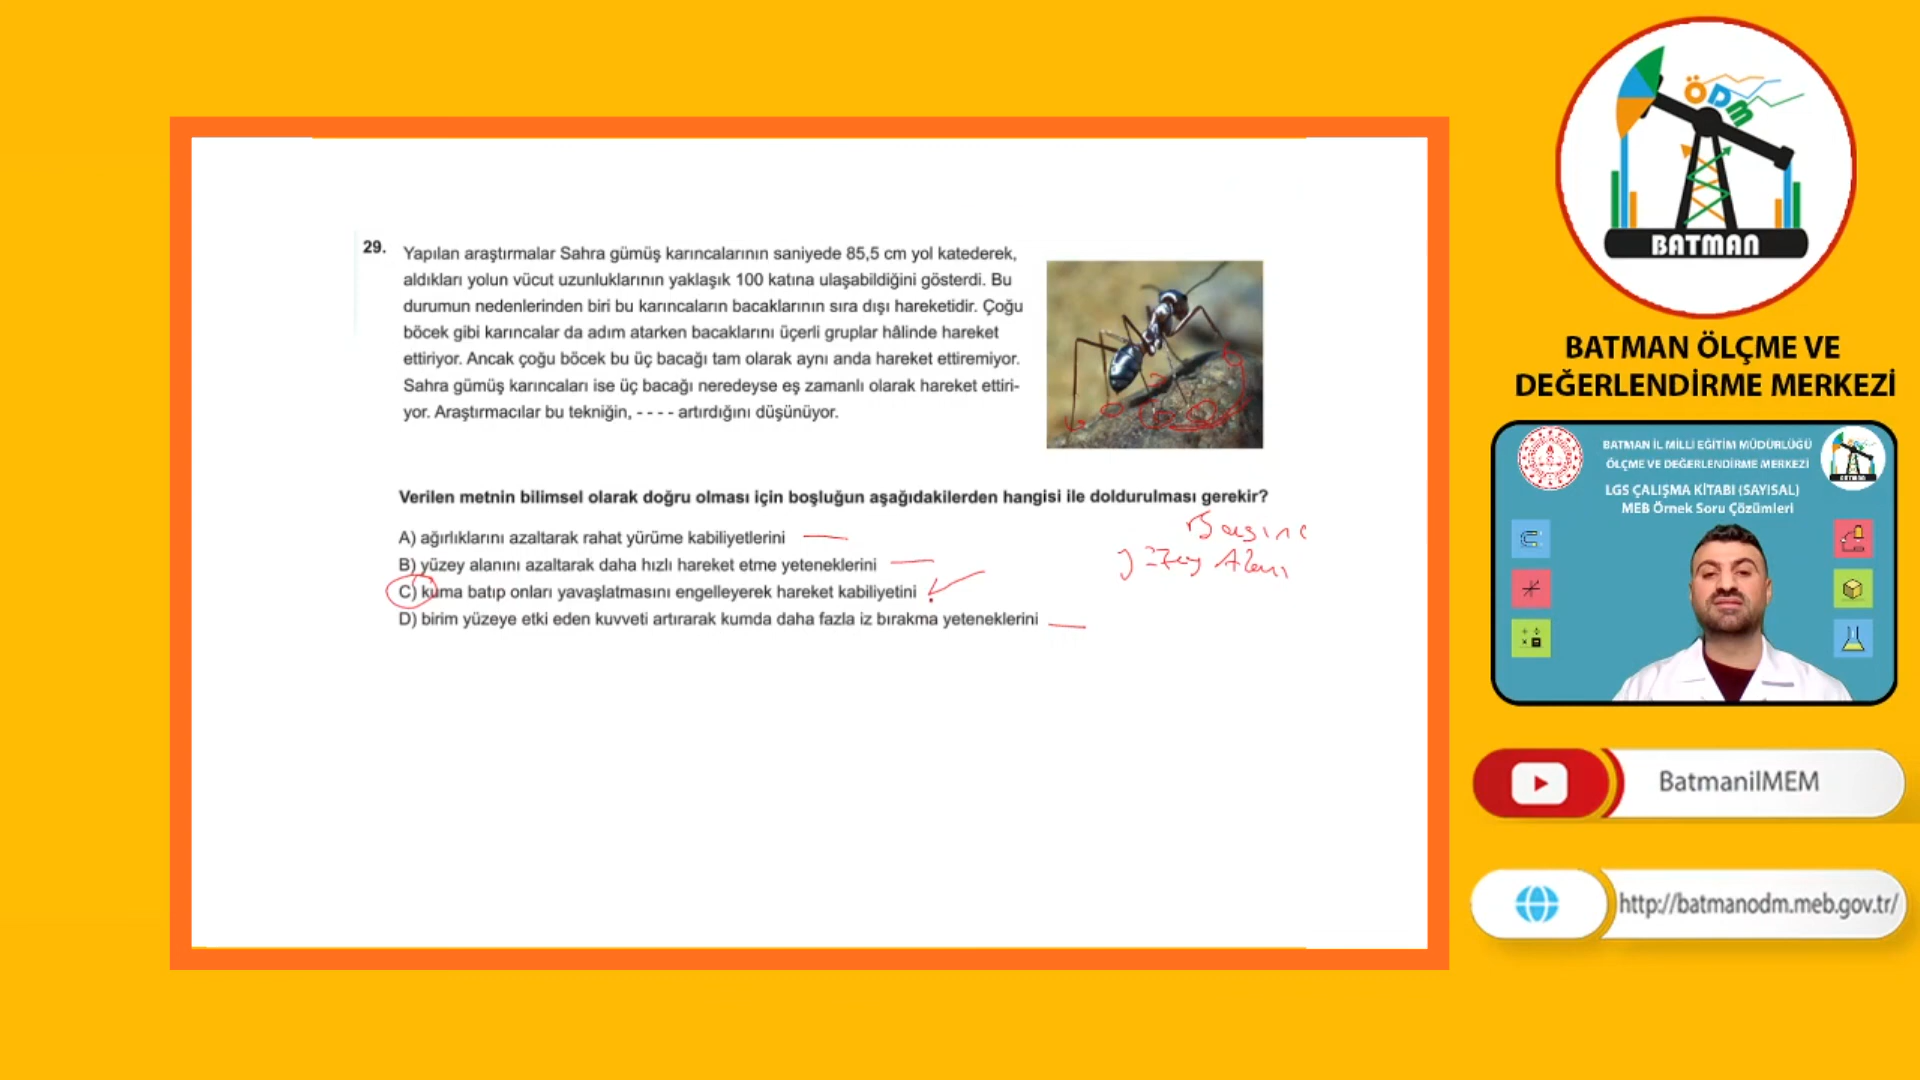 29. Yapılan araştırmalar Sahra gümüş karıncalarının saniyede 85,5 cm yol katederek,
aldıkları yolun vücut uzunluklarının yaklaşık 100 katına ulaşabildiğini gösterdi. Bu
durumun nedenlerinden biri bu karıncaların bacaklarının sıra dışı hareketidir. Çoğu
böcek gibi karıncalar da adım atarken bacaklarını üçerli gruplar hâlinde hareket
ettiriyor. Ancak çoğu böcek bu üç bacağı tam olarak aynı anda hareket ettiremiyor.
Sahra gümüş karıncaları ise üç bacağı neredeyse eş zamanlı olarak hareket ettiri-
yor. Araştırmacılar bu tekniğin, - - - - artırdığını düşünüyor.
Verilen metnin bilimsel olarak doğru olması için boşluğun aşağıdakilerden hangisi ile doldurulması gerekir?
A) ağırlıklarını azaltarak rahat yürüme kabiliyetlerini
B) yüzey alanını azaltarak daha hızlı hareket etme yeteneklerini
C) kuma batıp onları yavaşlatmasını engelleyerek hareket kabiliyetini
D) birim yüzeye etki eden kuvveti artırarak kumda daha fazla iz bırakma yeteneklerini
Basınc
Yüzey Alanı
ÖDM
BATMAN
BATMAN ÖLÇME VE
DEĞERLENDİRME MERKEZİ
BATMAN İL MİLLİ EĞİTİM MÜDÜRLÜĞÜ
ÖLÇME VE DEĞERLENDİRME MERKEZİ
LGS ÇALIŞMA KİTABI (SAYISAL)
MEB Örnek Soru Çözümleri
BatmanilMEM
http://batmanodm.meb.gov.tr/